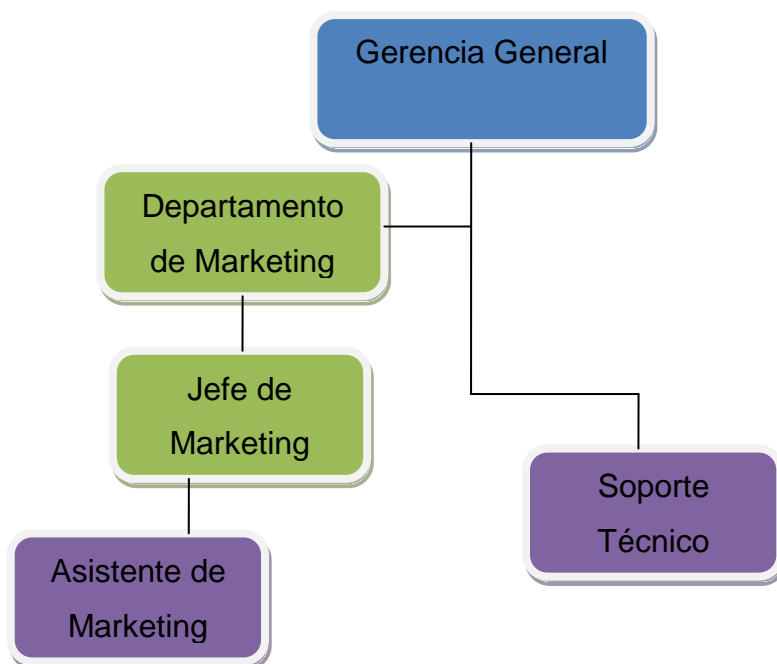 Gerencia General
Departamento
de Marketing
Jefe de
Marketing
Soporte
Técnico
Asistente de
Marketing